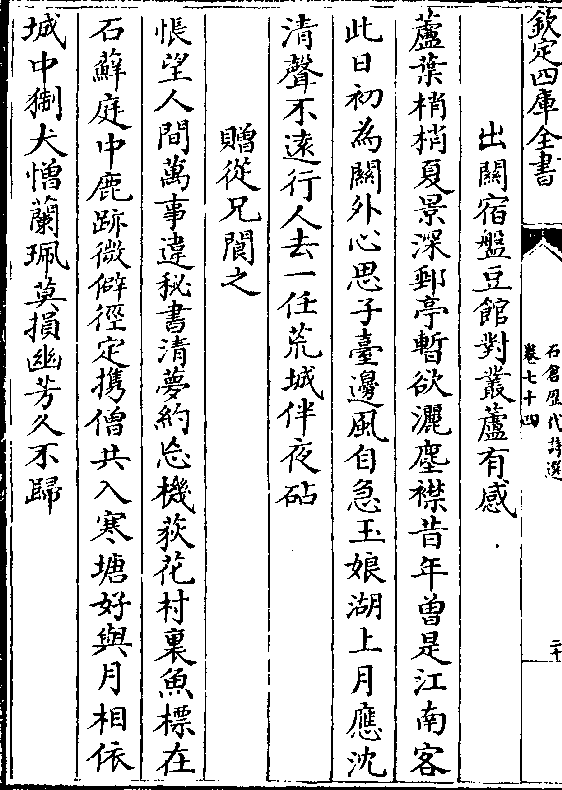 欽定四庫全書
石倉歷代詩選
卷七十四
二十
出關宿盤豆館對叢蘆有感
蘆葉梢梢夏景深郵亭暫欲灑塵襟昔年曾是江南客
此日初為關外心思子臺邊風自急玉娘湖上月應沈
清聲不遠行人去一任荒城伴夜砧
贈從兄閬之
悵望人間萬事違秘書清夢約忘機荻花村裏魚標在
石蘚庭中鹿跡微僻徑定携僧共入寒塘好與月相依
城中猘犬憎蘭珮莫損幽芳久不歸